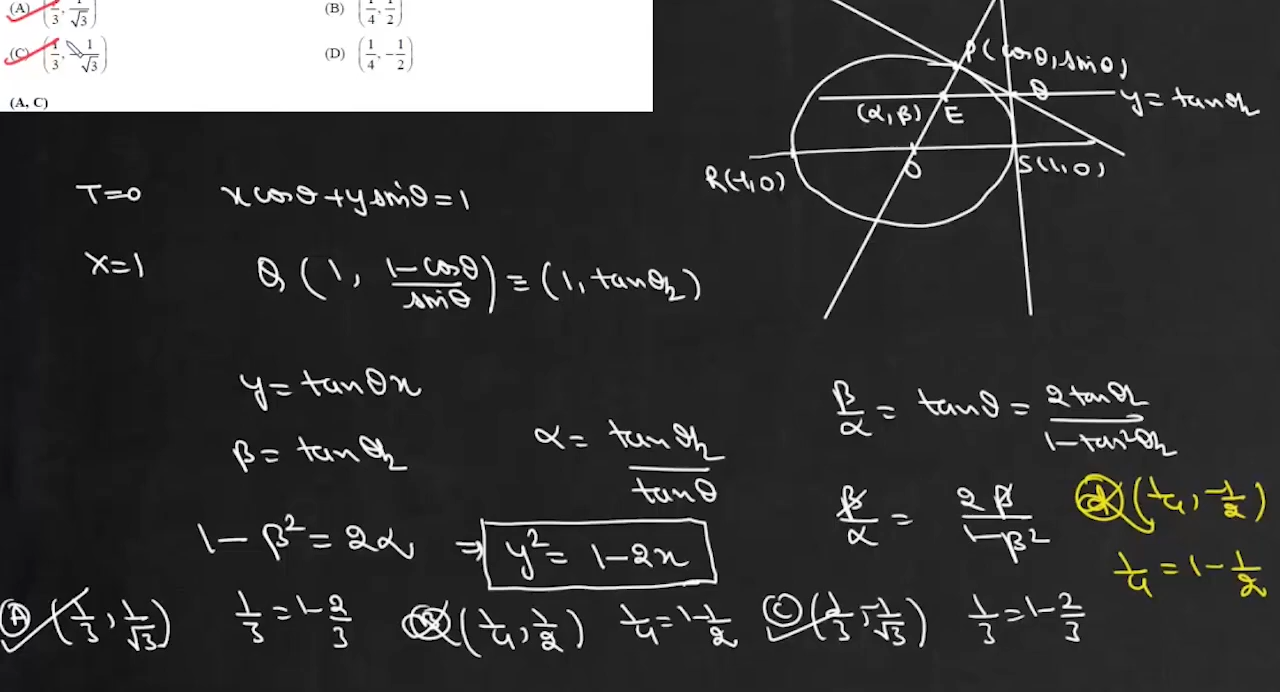 (A) (1/3, 1/√3) (B) (1/4, 1/2)
(C) (1/3, -1/√3) (D) (1/4, -1/2)
(A, C)
P(cosθ, sinθ)
Q y = tanθ/2
(α, β) E
R(-1, 0) O S(1, 0)
T=0 x cosθ + y sinθ = 1
x=1 Q (1, (1-cosθ)/sinθ) ≡ (1, tanθ/2)
y = tanθ x
β = tanθ/2 α = tanθ/2 / tanθ
β/α = tanθ = 2tanθ/2 / (1-tan²θ/2)
β/α = 2β / (1-β²)
1-β² = 2α ⇒ y² = 1-2x
(A) (1/3, 1/√3) 1/3 = 1-2/3 (B) (1/4, 1/2) 1/4 = 1-1/2 (C) (1/3, -1/√3) 1/3 = 1-2/3
(d) (1/4, -1/2)
1/4 = 1-1/2